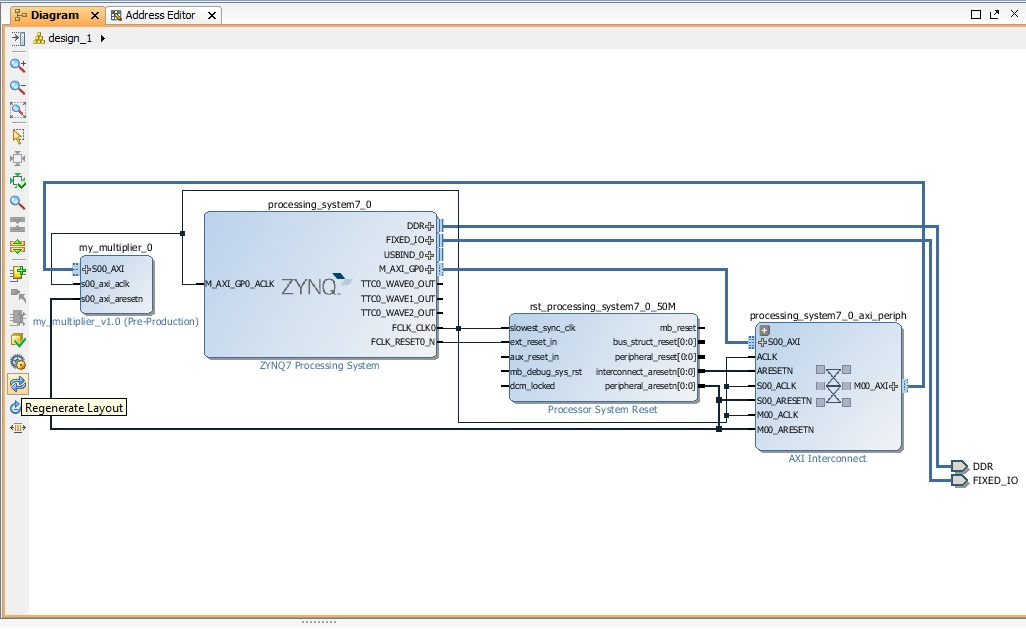 Diagram
Address Editor
design_1
processing_system7_0
DDR
FIXED_IO
USBIND_0
M_AXI_GP0
M_AXI_GP0_ACLK
ZYNQ
TTC0_WAVE0_OUT
TTC0_WAVE1_OUT
TTC0_WAVE2_OUT
FCLK_CLK0
FCLK_RESET0_N
ZYNQ7 Processing System
my_multiplier_0
S00_AXI
s00_axi_aclk
s00_axi_aresetn
my_multiplier_v1.0 (Pre-Production)
rst_processing_system7_0_50M
slowest_sync_clk
mb_reset
ext_reset_in
bus_struct_reset[0:0]
aux_reset_in
peripheral_reset[0:0]
mb_debug_sys_rst
interconnect_aresetn[0:0]
dcm_locked
peripheral_aresetn[0:0]
Processor System Reset
processing_system7_0_axi_periph
S00_AXI
ACLK
ARESETN
S00_ACLK
M00_AXI
S00_ARESETN
M00_ACLK
M00_ARESETN
AXI Interconnect
Regenerate Layout
DDR
FIXED_IO